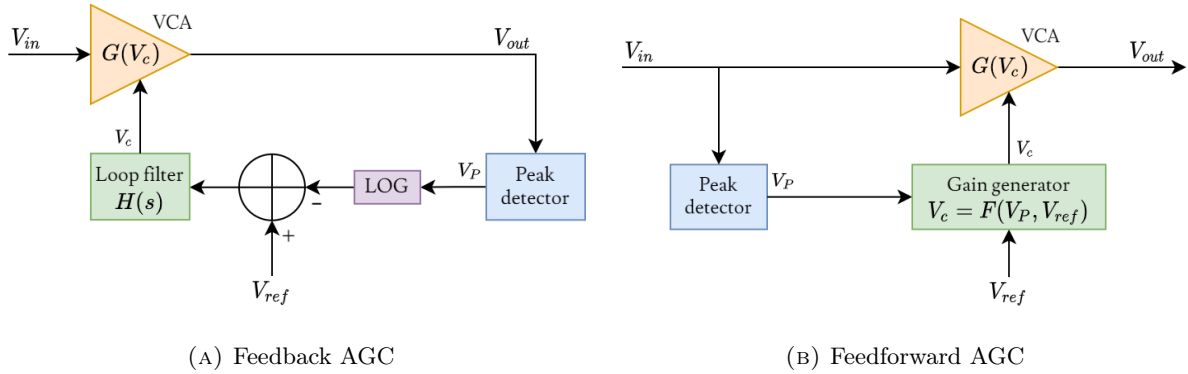 VCA
V_in
G(V_c)
V_out
V_c
Loop filter
H(s)
-
+
LOG
V_P
Peak
detector
V_ref
(A) Feedback AGC
VCA
V_in
G(V_c)
V_out
V_c
Peak
detector
V_P
Gain generator
V_c = F(V_P, V_ref)
V_ref
(B) Feedforward AGC